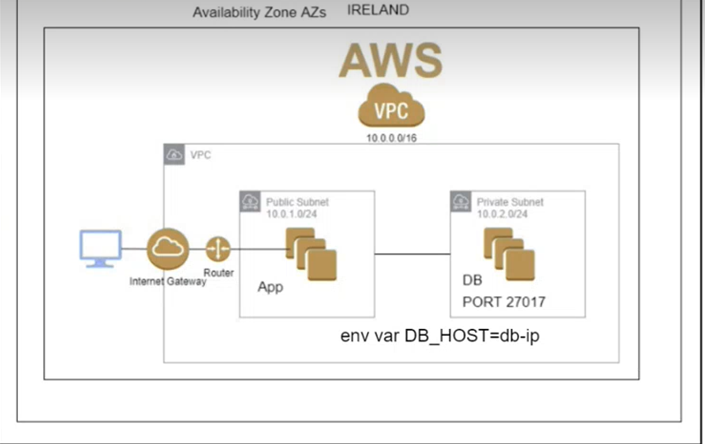 Availability Zone AZs IRELAND
AWS
VPC
10.0.0.0/16
VPC
Public Subnet
10.0.1.0/24
Private Subnet
10.0.2.0/24
Internet Gateway
Router
App
DB
PORT 27017
env var DB_HOST=db-ip